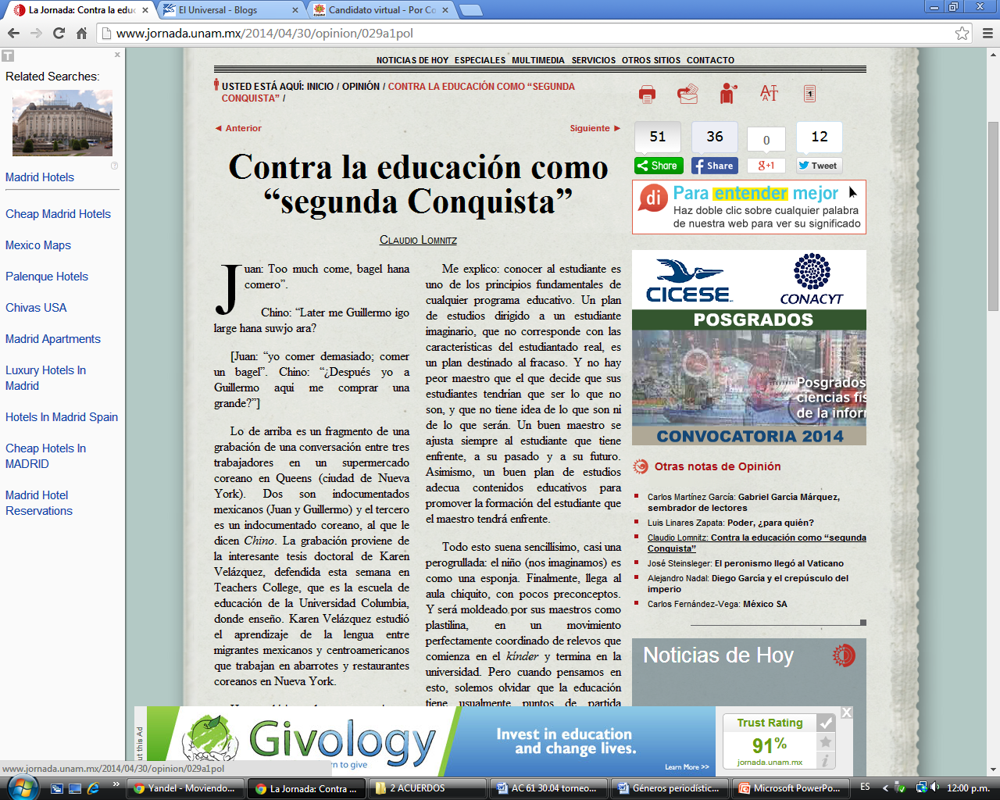 La Jornada: Contra la educ
El Universal - Blogs
Candidato virtual - Por Co
www.jornada.unam.mx/2014/04/30/opinion/029a1pol
T
Related Searches:
Madrid Hotels
Cheap Madrid Hotels
Mexico Maps
Palenque Hotels
Chivas USA
Madrid Apartments
Luxury Hotels In
Madrid
Hotels In Madrid Spain
Cheap Hotels In
MADRID
Madrid Hotel
Reservations
NOTICIAS DE HOY ESPECIALES MULTIMEDIA SERVICIOS OTROS SITIOS CONTACTO
USTED ESTÁ AQUÍ: INICIO / OPINIÓN / CONTRA LA EDUCACIÓN COMO “SEGUNDA
CONQUISTA” /
◄ Anterior
Siguiente ►
Contra la educación como
“segunda Conquista”
CLAUDIO LOMNITZ
Juan: Too much come, bagel hana
comero”.
Chino: “Later me Guillermo igo
large hana suwjo ara?
[Juan: “yo comer demasiado; comer
un bagel”. Chino: “¿Después yo a
Guillermo aqui me comprar una
grande?”]
Lo de arriba es un fragmento de una
grabación de una conversación entre tres
trabajadores en un supermercado
coreano en Queens (ciudad de Nueva
York). Dos son indocumentados
mexicanos (Juan y Guillermo) y el tercero
es un indocumentado coreano, al que le
dicen Chino. La grabación proviene de
la interesante tesis doctoral de Karen
Velázquez, defendida esta semana en
Teachers College, que es la escuela de
educación de la Universidad Columbia,
donde enseño. Karen Velázquez estudió
el aprendizaje de la lengua entre
migrantes mexicanos y centroamericanos
que trabajan en abarrotes y restaurantes
coreanos en Nueva York.
Me explico: conocer al estudiante es
uno de los principios fundamentales de
cualquier programa educativo. Un plan
de estudios dirigido a un estudiante
imaginario, que no corresponde con las
características del estudiantado real, es
un plan destinado al fracaso. Y no hay
peor maestro que el que decide que sus
estudiantes tendrían que ser lo que no
son, y que no tiene idea de lo que son ni
de lo que serán. Un buen maestro se
ajusta siempre al estudiante que tiene
enfrente, a su pasado y a su futuro.
Asimismo, un buen plan de estudios
adecua contenidos educativos para
promover la formación del estudiante que
el maestro tendrá enfrente.
Todo esto suena sencillísimo, casi una
perogrullada: el niño (nos imaginamos) es
como una esponja. Finalmente, llega al
aula chiquito, con pocos preconceptos.
Y será moldeado por sus maestros como
plastilina, en un movimiento
perfectamente coordinado de relevos que
comienza en el kínder y termina en la
universidad. Pero cuando pensamos en
esto, solemos olvidar que la educación
tiene usualmente puntos de partida
AAT
1
51
36
0
12
Share
Share
g+1
Tweet
di
Para entender mejor
Haz doble clic sobre cualquier palabra
de nuestra web para ver su significado
CICESE
CONACYT
POSGRADOS
Posgrados
ciencias fís
de la inform
CONVOCATORIA 2014
Otras notas de Opinión
Carlos Martínez García: Gabriel García Márquez,
sembrador de lectores
Luis Linares Zapata: Poder, ¿para quién?
Claudio Lomnitz: Contra la educación como “segunda
Conquista”
José Steinsleger: El peronismo llegó al Vaticano
Alejandro Nadal: Diego García y el crepúsculo del
imperio
Carlos Fernández-Vega: México SA
Noticias de Hoy
ut this Ad
Givology
rn to give
Invest in education
and change lives.
Learn More >>
Trust Rating
91%
jornada.unam.mx
X
www.jornada.unam.mx/2014/04/30/opinion/029a1pol
»
Yandel - Moviendo...
La Jornada: Contra ...
2 ACUERDOS
AC 61 30.04 torneo...
Géneros periodístic...
Microsoft PowerPo...
ES
12:00 p.m.